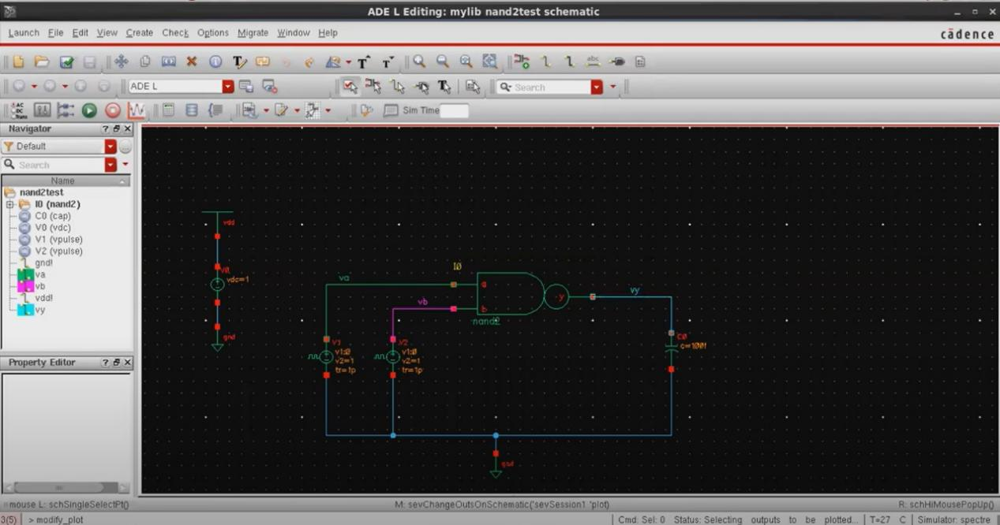 ADE L Editing: mylib nand2test schematic
Launch File Edit View Create Check Options Migrate Window Help
cādence
ADE L
Search
Sim Time
Navigator
Default
Search
Name
nand2test
I0 (nand2)
C0 (cap)
V0 (vdc)
V1 (vpulse)
V2 (vpulse)
gnd!
va
vb
vdd!
vy
Property Editor
vdd
V0
vdc=1
gnd
va
vb
I0
a
b
y
nand2
vy
V1
v1:0
v2=1
tr=1p
V2
v1:0
v2=1
tr=1p
C0
c=100f
gnd
mouse L: schSingleSelectPt()
M: sevChangeOutsOnSchematic('sevSession1 'plot)
R: schHiMousePopUp()
3(5) > modify_plot
Cmd: Sel: 0 Status: Selecting outputs to be plotted... T=27 C Simulator: spectre